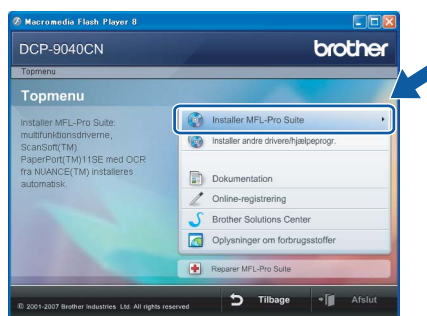 Macromedia Flash Player 8
DCP-9040CN
brother
Topmenu
Topmenu
Installer MFL-Pro Suite:
multifunktionsdriverne,
ScanSoft(TM)
PaperPort(TM)11SE med OCR
fra NUANCE(TM) installeres
automatisk.
Installer MFL-Pro Suite
Installer andre drivere/hjælpeprogr.
Dokumentation
Online-registrering
Brother Solutions Center
Oplysninger om forbrugsstoffer
Reparer MFL-Pro Suite
© 2001-2007 Brother Industries Ltd. All rights reserved
Tilbage
Afslut